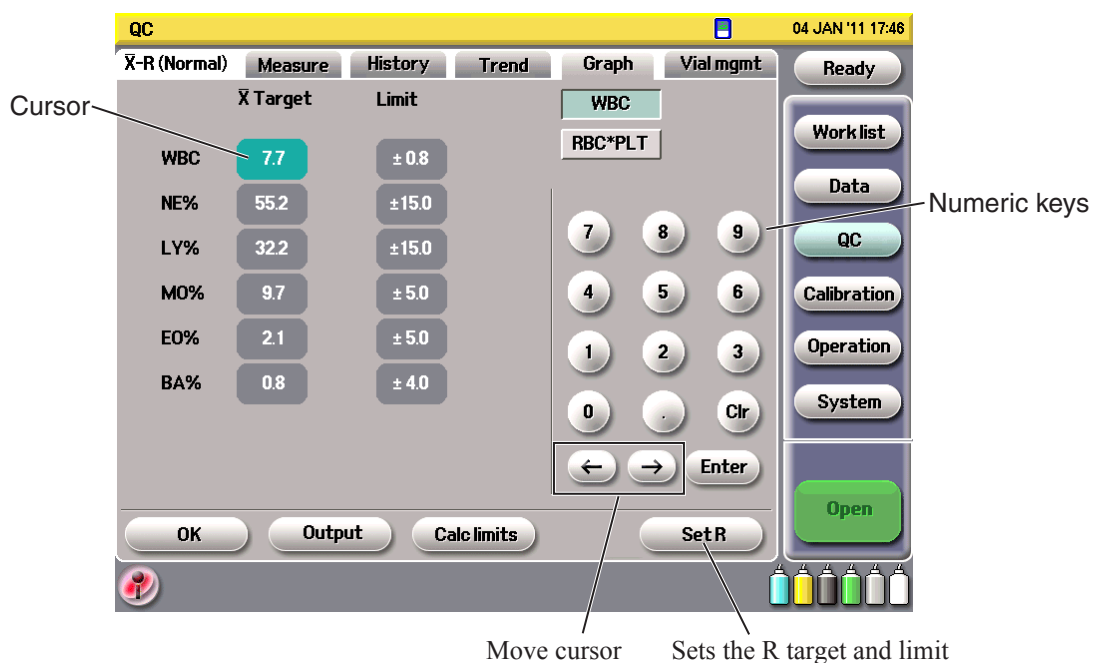 QC 04 JAN '11 17:46
X̅-R (Normal) Measure History Trend Graph Vial mgmt Ready
Cursor
X̅ Target Limit WBC
RBC*PLT
Work list
WBC 7.7 ± 0.8
Data
Numeric keys
NE% 55.2 ±15.0
7 8 9
QC
LY% 32.2 ±15.0
MO% 9.7 ± 5.0
4 5 6
Calibration
EO% 2.1 ± 5.0
1 2 3
Operation
BA% 0.8 ± 4.0
0 . Clr
System
← → Enter
Open
OK Output Calc limits Set R
Move cursor Sets the R target and limit